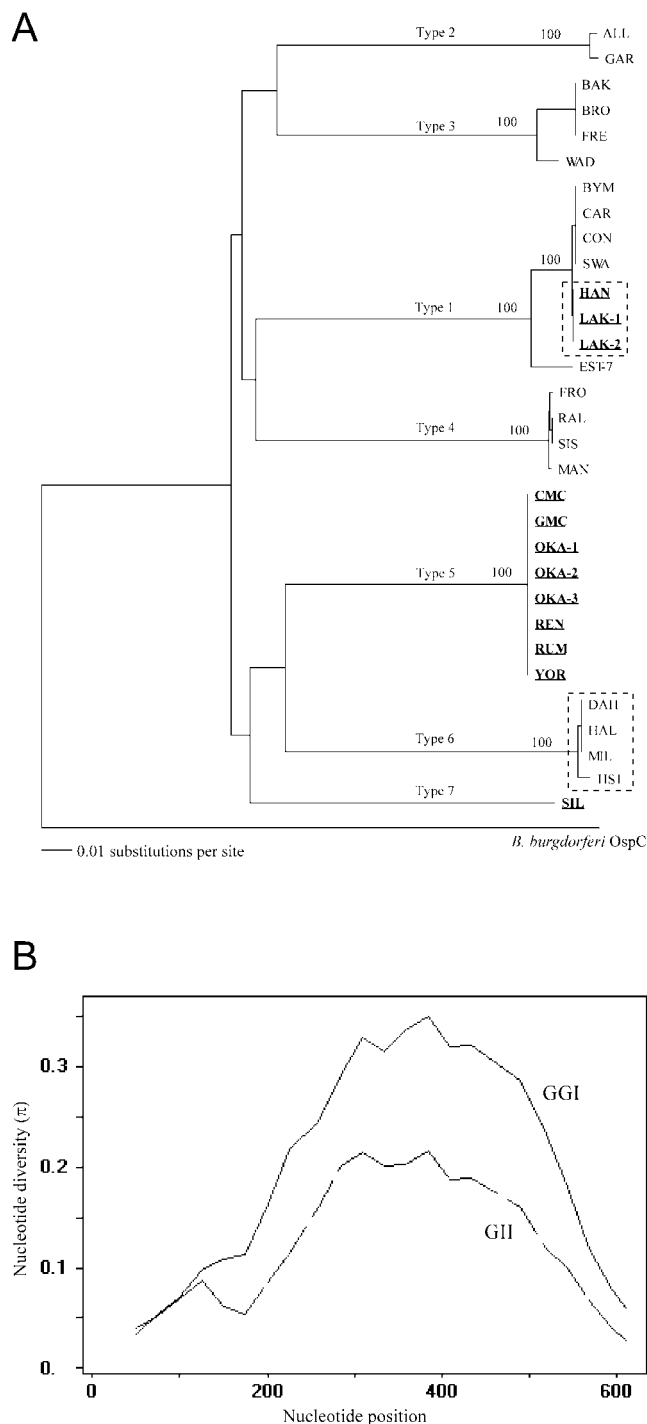 A
Type 2
100
ALL
GAR
Type 3
100
BAK
BRO
FRE
WAD
Type 1
100
100
BYM
CAR
CON
SWA
HAN
LAK-1
LAK-2
EST-7
Type 4
100
FRO
RAL
SIS
MAN
Type 5
100
CMC
GMC
OKA-1
OKA-2
OKA-3
REN
RUM
YOR
Type 6
100
DAH
HAL
MIL
HSI
Type 7
SIL
B. burgdorferi OspC
0.01 substitutions per site
B
Nucleotide diversity (π)
0.3
0.2
0.1
0.
GGI
GII
0
200
400
600
Nucleotide position